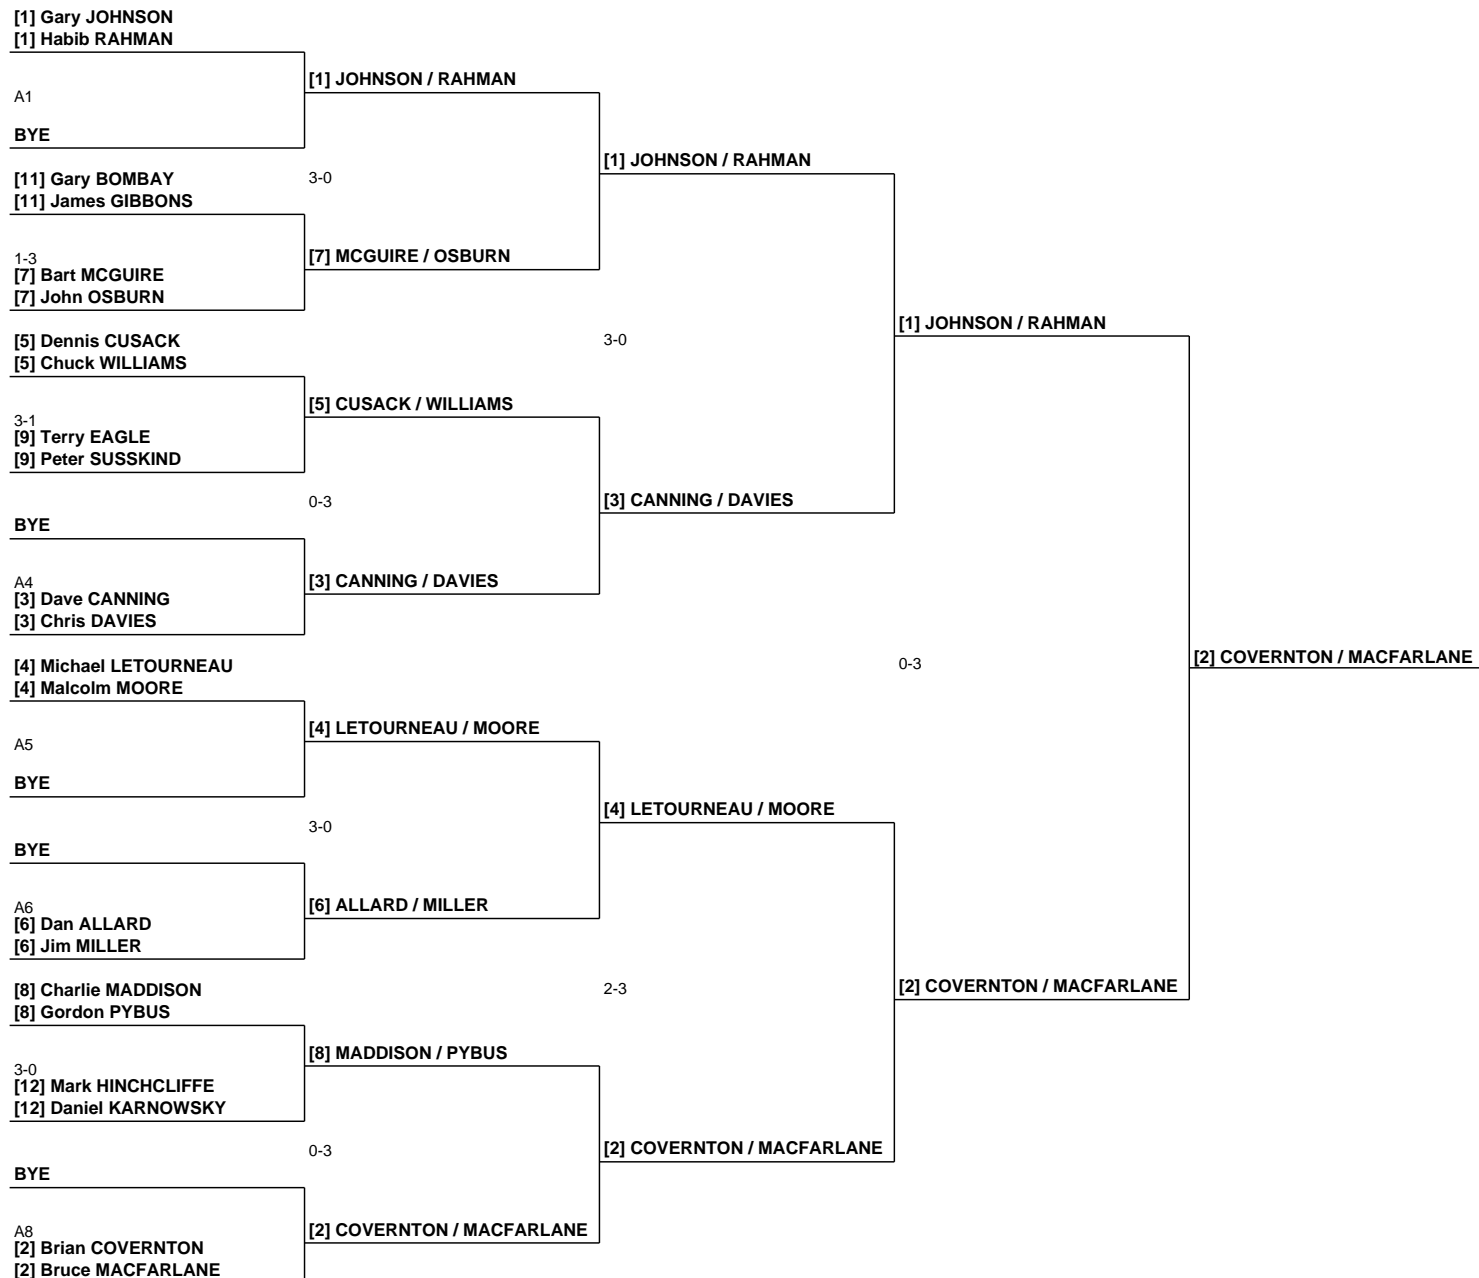 [1] Gary JOHNSON
[1] Habib RAHMAN
[1] JOHNSON / RAHMAN
A1
BYE
[1] JOHNSON / RAHMAN
[11] Gary BOMBAY
3-0
[11] James GIBBONS
1-3
[7] MCGUIRE / OSBURN
[7] Bart MCGUIRE
[7] John OSBURN
[1] JOHNSON / RAHMAN
[5] Dennis CUSACK
3-0
[5] Chuck WILLIAMS
[5] CUSACK / WILLIAMS
3-1
[9] Terry EAGLE
[9] Peter SUSSKIND
0-3
[3] CANNING / DAVIES
BYE
A4
[3] CANNING / DAVIES
[3] Dave CANNING
[3] Chris DAVIES
[4] Michael LETOURNEAU
0-3
[2] COVERNTON / MACFARLANE
[4] Malcolm MOORE
[4] LETOURNEAU / MOORE
A5
BYE
[4] LETOURNEAU / MOORE
3-0
BYE
A6
[6] ALLARD / MILLER
[6] Dan ALLARD
[6] Jim MILLER
[8] Charlie MADDISON
2-3
[2] COVERNTON / MACFARLANE
[8] Gordon PYBUS
[8] MADDISON / PYBUS
3-0
[12] Mark HINCHCLIFFE
[12] Daniel KARNOWSKY
0-3
[2] COVERNTON / MACFARLANE
BYE
A8
[2] COVERNTON / MACFARLANE
[2] Brian COVERNTON
[2] Bruce MACFARLANE